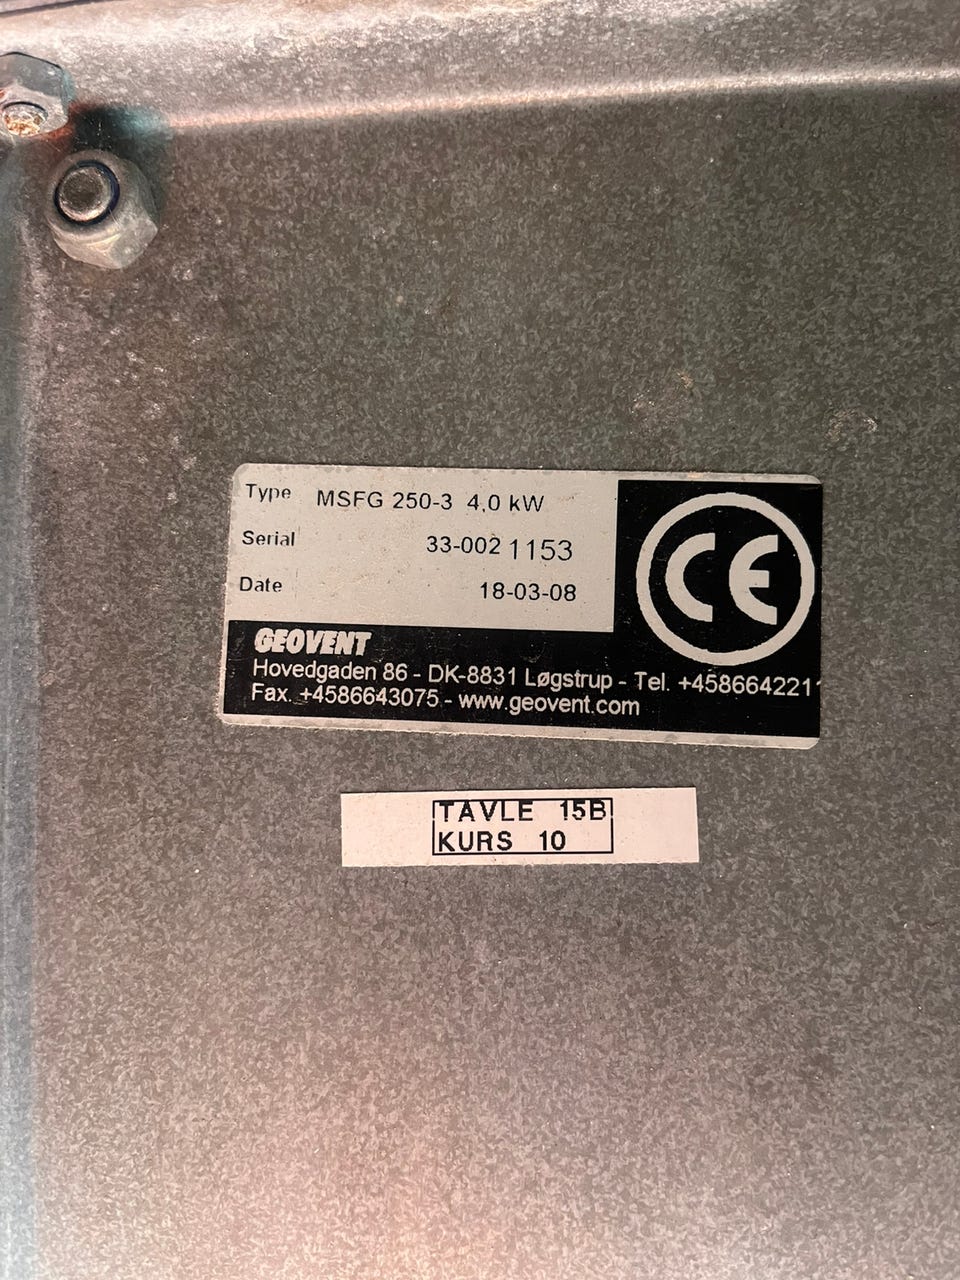 Type MSFG 250-3 4,0 kW
Serial 33-002 1153
Date 18-03-08
CE
GEOVENT
Hovedgaden 86 - DK-8831 Løgstrup - Tel. +4586642211
Fax. +4586643075 - www.geovent.com
TAVLE 15B
KURS 10